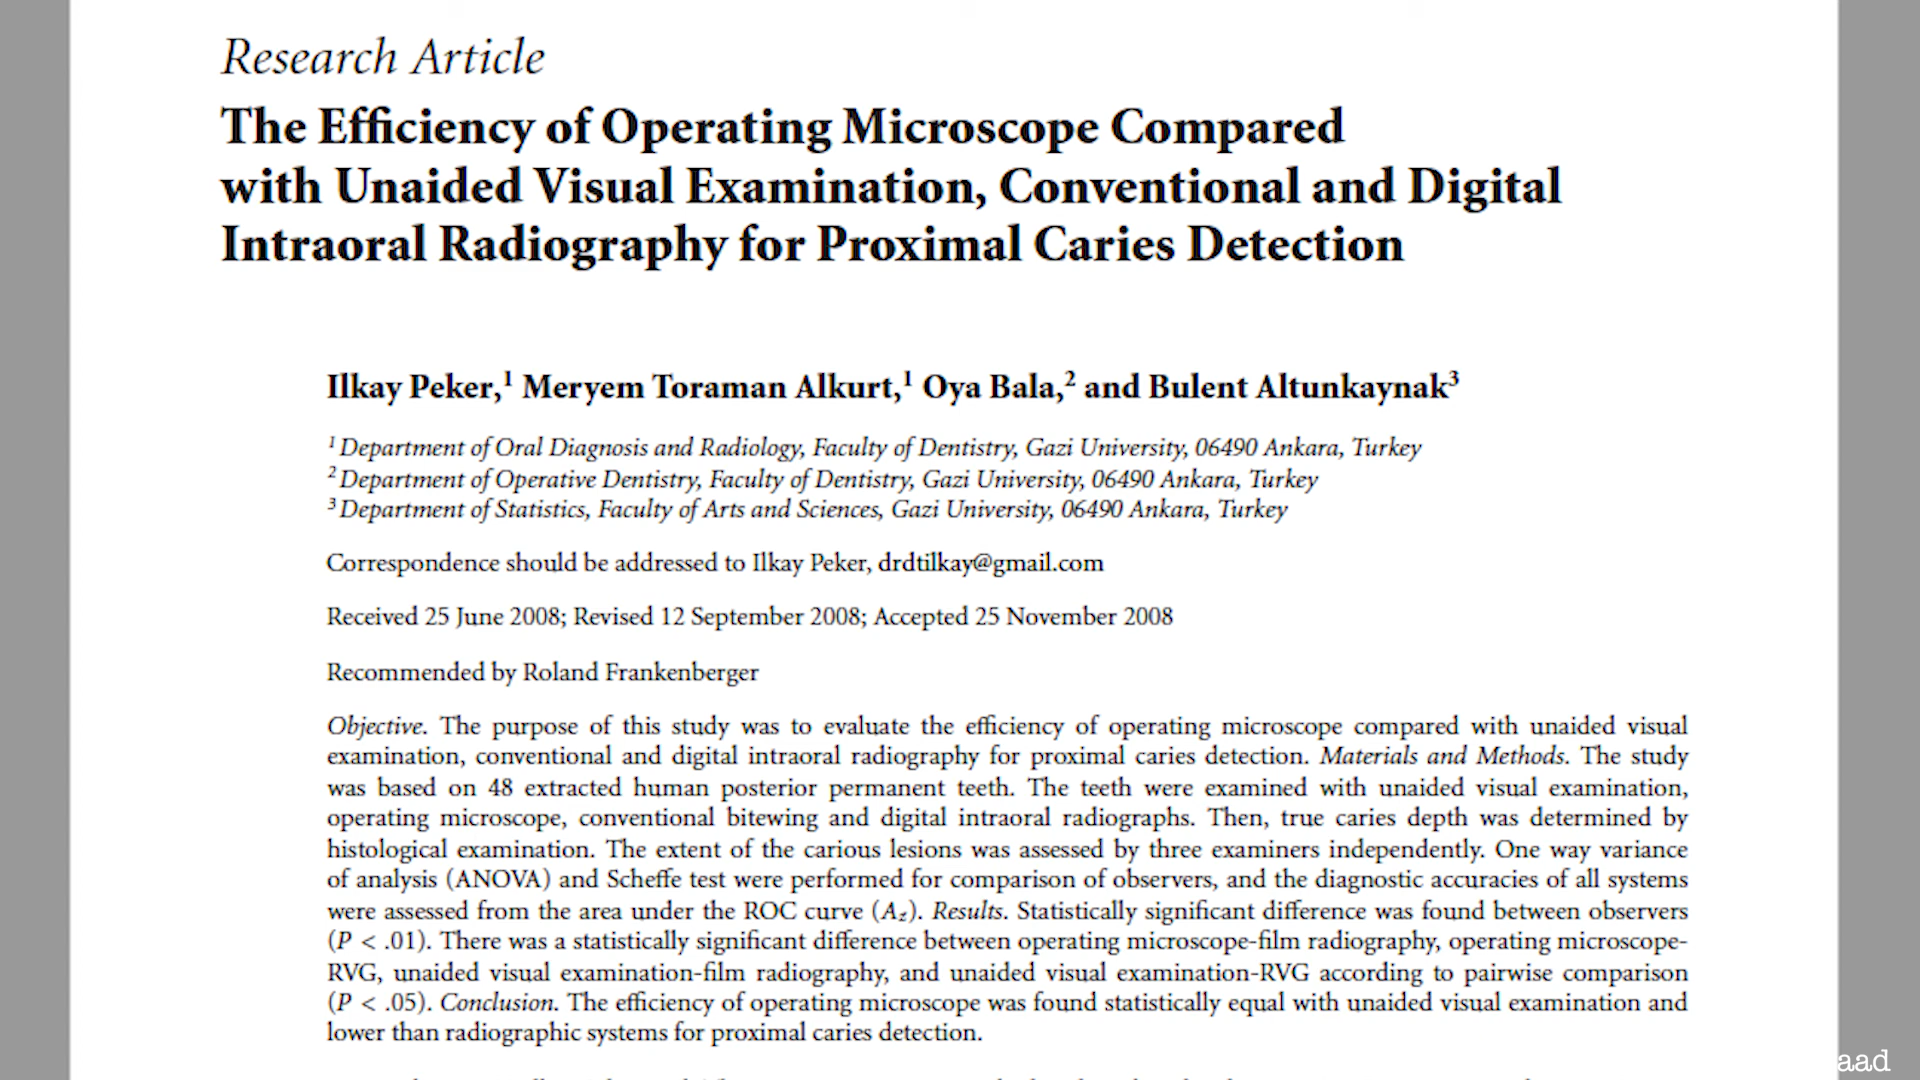 Research Article
The Efficiency of Operating Microscope Compared
with Unaided Visual Examination, Conventional and Digital
Intraoral Radiography for Proximal Caries Detection
Ilkay Peker,¹ Meryem Toraman Alkurt,¹ Oya Bala,² and Bulent Altunkaynak³
¹ Department of Oral Diagnosis and Radiology, Faculty of Dentistry, Gazi University, 06490 Ankara, Turkey
² Department of Operative Dentistry, Faculty of Dentistry, Gazi University, 06490 Ankara, Turkey
³ Department of Statistics, Faculty of Arts and Sciences, Gazi University, 06490 Ankara, Turkey
Correspondence should be addressed to Ilkay Peker, drdtilkay@gmail.com
Received 25 June 2008; Revised 12 September 2008; Accepted 25 November 2008
Recommended by Roland Frankenberger
Objective. The purpose of this study was to evaluate the efficiency of operating microscope compared with unaided visual
examination, conventional and digital intraoral radiography for proximal caries detection. Materials and Methods. The study
was based on 48 extracted human posterior permanent teeth. The teeth were examined with unaided visual examination,
operating microscope, conventional bitewing and digital intraoral radiographs. Then, true caries depth was determined by
histological examination. The extent of the carious lesions was assessed by three examiners independently. One way variance
of analysis (ANOVA) and Scheffe test were performed for comparison of observers, and the diagnostic accuracies of all systems
were assessed from the area under the ROC curve (Az). Results. Statistically significant difference was found between observers
(P < .01). There was a statistically significant difference between operating microscope-film radiography, operating microscope-
RVG, unaided visual examination-film radiography, and unaided visual examination-RVG according to pairwise comparison
(P < .05). Conclusion. The efficiency of operating microscope was found statistically equal with unaided visual examination and
lower than radiographic systems for proximal caries detection.
aad